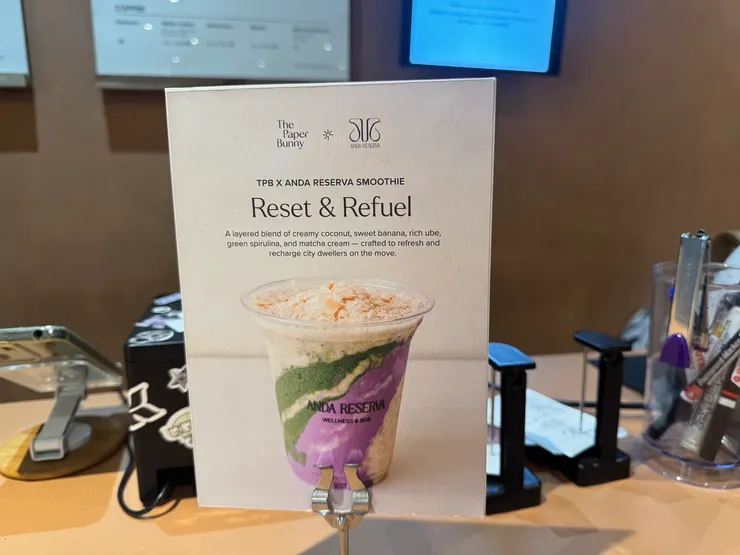 The
Paper
Bunny
ANDA RESERVA
TPB X ANDA RESERVA SMOOTHIE
Reset & Refuel
A layered blend of creamy coconut, sweet banana, rich ube,
green spirulina, and matcha cream — crafted to refresh and
recharge city dwellers on the move.
ANDA RESERVA
WELLNESS & BAR